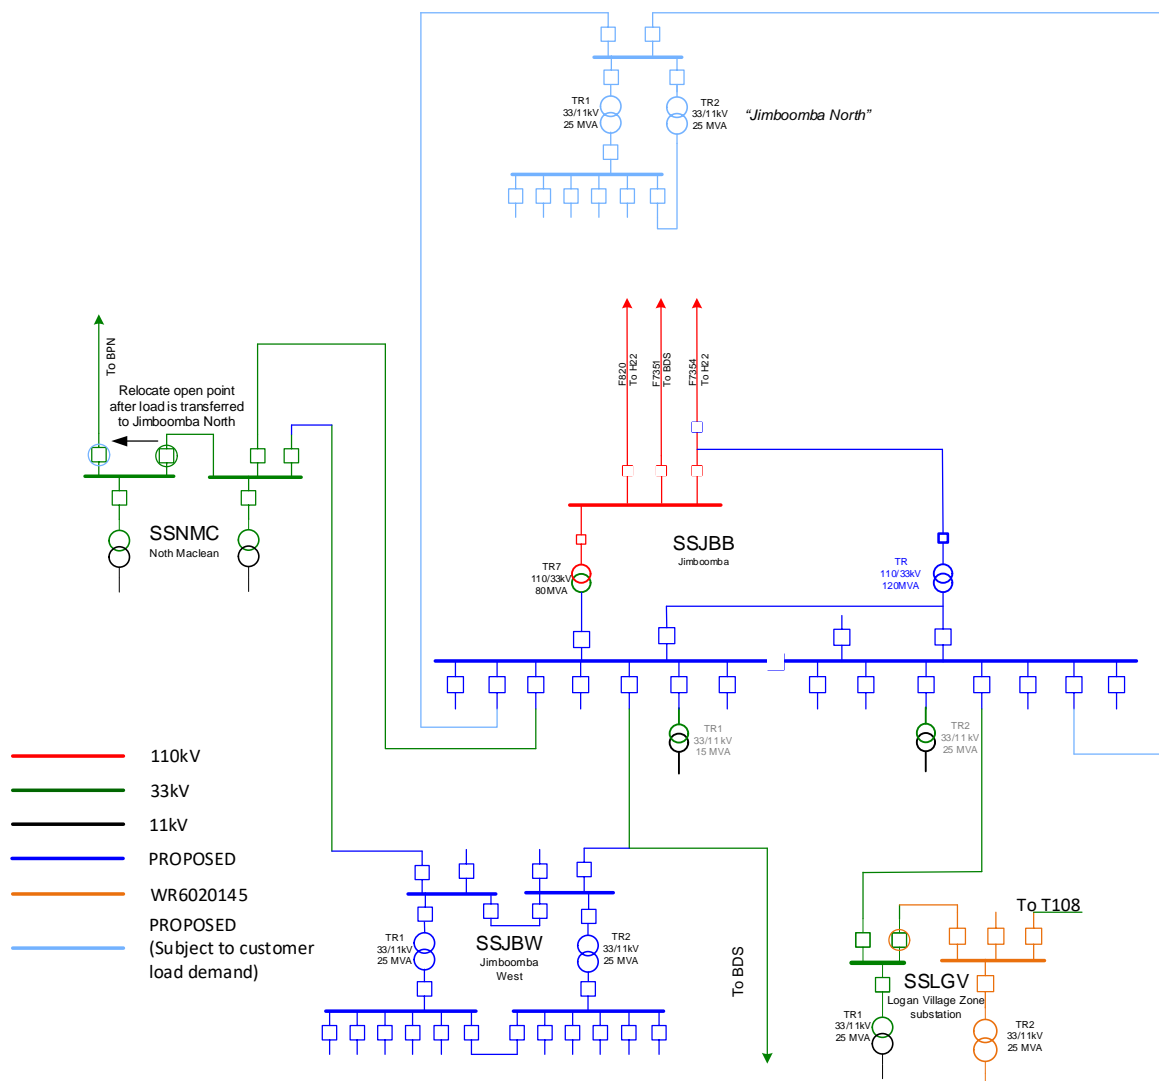 TR1
33/11kV
25 MVA
TR2
33/11kV
25 MVA
“Jimboomba North”
To BPN
Relocate open point
after load is transferred
to Jimboomba North
F820
To H22
F7351
To BDS
F7354
To H22
SSNMC
Noth Maclean
SSJBB
Jimboomba
TR7
110/33kV
80MVA
TR
110/33kV
120MVA
TR1
33/11 kV
15 MVA
TR2
33/11 kV
25 MVA
110kV
33kV
11kV
PROPOSED
WR6020145
PROPOSED
(Subject to customer
load demand)
TR1
33/11kV
25 MVA
SSJBW
Jimboomba
West
TR2
33/11kV
25 MVA
To BDS
To T108
SSLGV
Logan Village Zone
substation
TR1
33/11kV
25 MVA
TR2
33/11kV
25 MVA